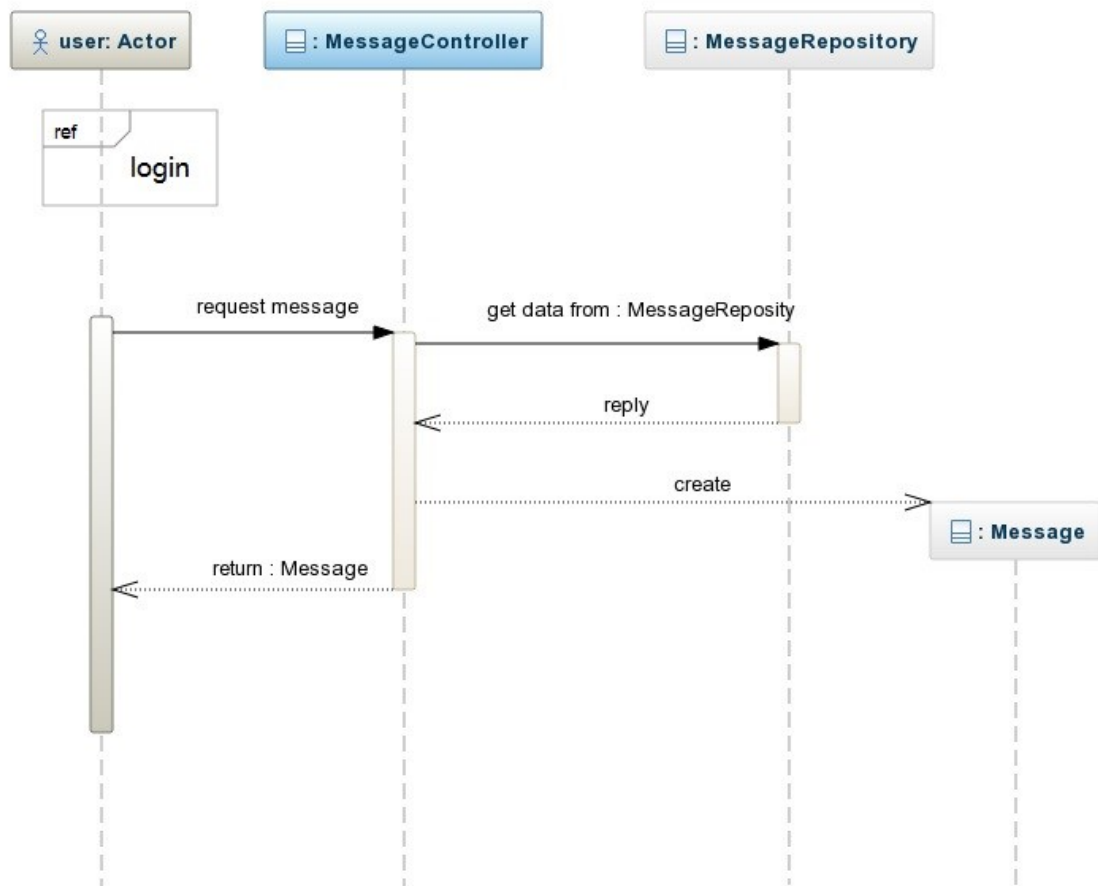 user: Actor
: MessageController
: MessageRepository
ref
login
request message
get data from : MessageReposity
reply
create
: Message
return : Message